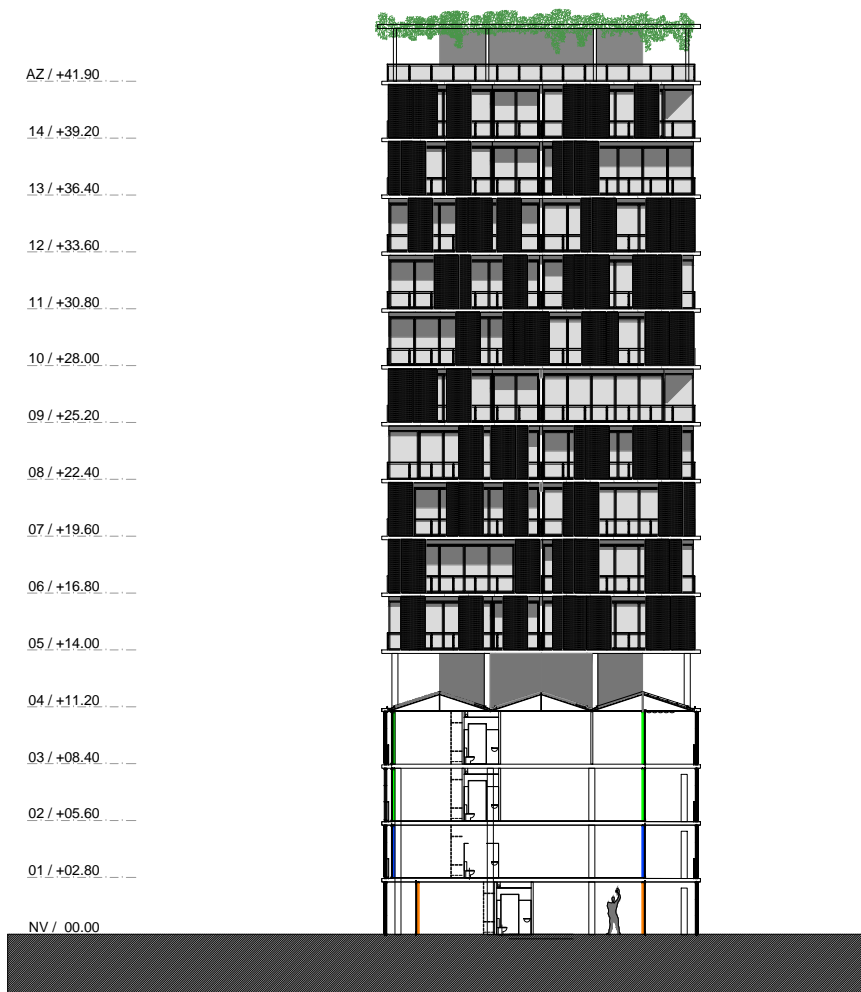 AZ / +41.90
14 / +39.20
13 / +36.40
12 / +33.60
11 / +30.80
10 / +28.00
09 / +25.20
08 / +22.40
07 / +19.60
06 / +16.80
05 / +14.00
04 / +11.20
03 / +08.40
02 / +05.60
01 / +02.80
NV / 00.00